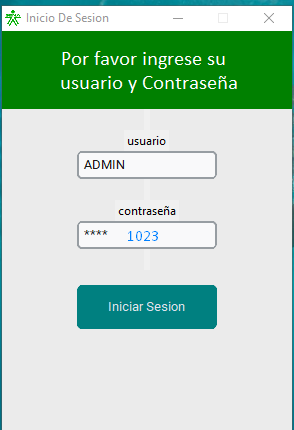 Inicio De Sesion
Por favor ingrese su
usuario y Contraseña
usuario
ADMIN
contraseña
**** 1023
Iniciar Sesion